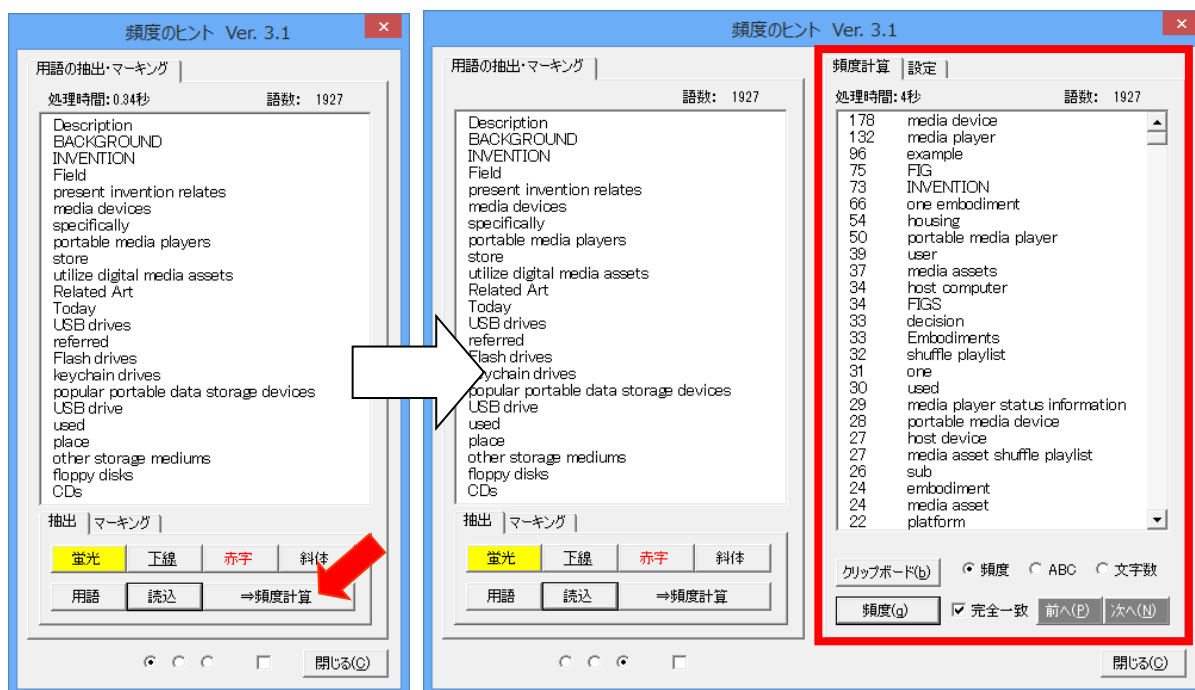 頻度のヒント Ver. 3.1
用語の抽出・マーキング
処理時間: 0.34秒 語数: 1927
Description
BACKGROUND
INVENTION
Field
present invention relates
media devices
specifically
portable media players
store
utilize digital media assets
Related Art
Today
USB drives
referred
Flash drives
keychain drives
popular portable data storage devices
USB drive
used
place
other storage mediums
floppy disks
CDs
抽出 マーキング
蛍光 下線 赤字 斜体
用語 読込 ⇒頻度計算
閉じる(C)
頻度のヒント Ver. 3.1
用語の抽出・マーキング
語数: 1927
Description
BACKGROUND
INVENTION
Field
present invention relates
media devices
specifically
portable media players
store
utilize digital media assets
Related Art
Today
USB drives
referred
Flash drives
ychain drives
popular portable data storage devices
USB drive
used
place
other storage mediums
floppy disks
CDs
抽出 マーキング
蛍光 下線 赤字 斜体
用語 読込 ⇒頻度計算
頻度計算 設定
処理時間: 4秒 語数: 1927
178 media device
132 media player
96 example
75 FIG
73 INVENTION
66 one embodiment
54 housing
50 portable media player
39 user
37 media assets
34 host computer
34 FIGS
33 decision
33 Embodiments
32 shuffle playlist
31 one
30 used
29 media player status information
28 portable media device
27 host device
27 media asset shuffle playlist
26 sub
24 embodiment
24 media asset
22 platform
クリップボード(b) 頻度 ABC 文字数
頻度(g) 完全一致 前へ(P) 次へ(N)
閉じる(C)